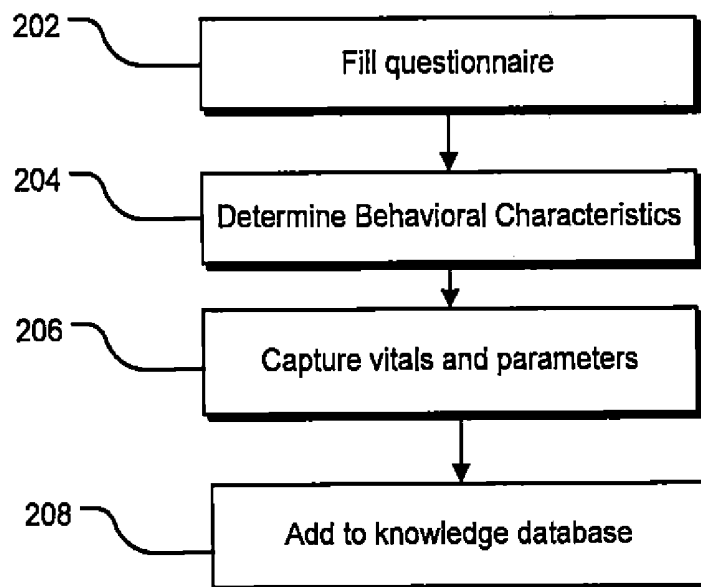 202
Fill questionnaire
204
Determine Behavioral Characteristics
206
Capture vitals and parameters
208
Add to knowledge database